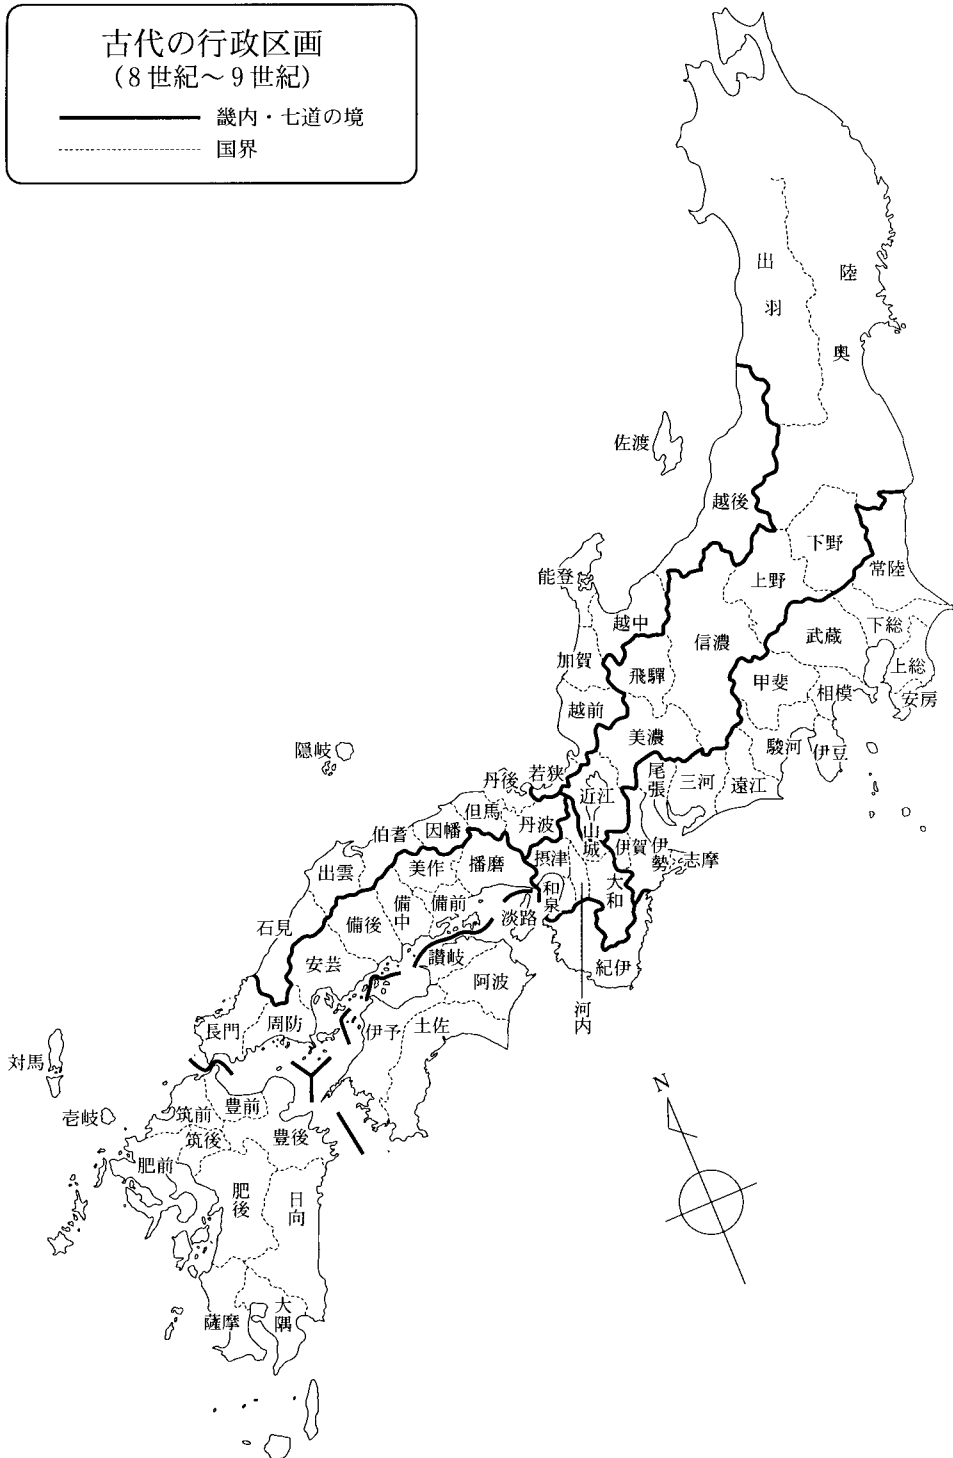 古代の行政区画
(8世紀〜9世紀)
畿内・七道の境
国界
出羽
陸奥
佐渡
越後
下野
常陸
能登
上野
越中
信濃
武蔵
下総
加賀
飛驒
甲斐
上総
相模
安房
越前
美濃
駿河
伊豆
隠岐
若狭
尾張
三河
遠江
丹後
近江
但馬
丹波
山城
伯耆
因幡
伊賀
伊勢
志摩
出雲
美作
播磨
摂津
大和
和泉
備前
備中
淡路
石見
備後
安芸
讃岐
紀伊
阿波
河内
長門
周防
伊予
土佐
対馬
N
壱岐
筑前
豊前
筑後
豊後
肥前
肥後
日向
薩摩
大隅